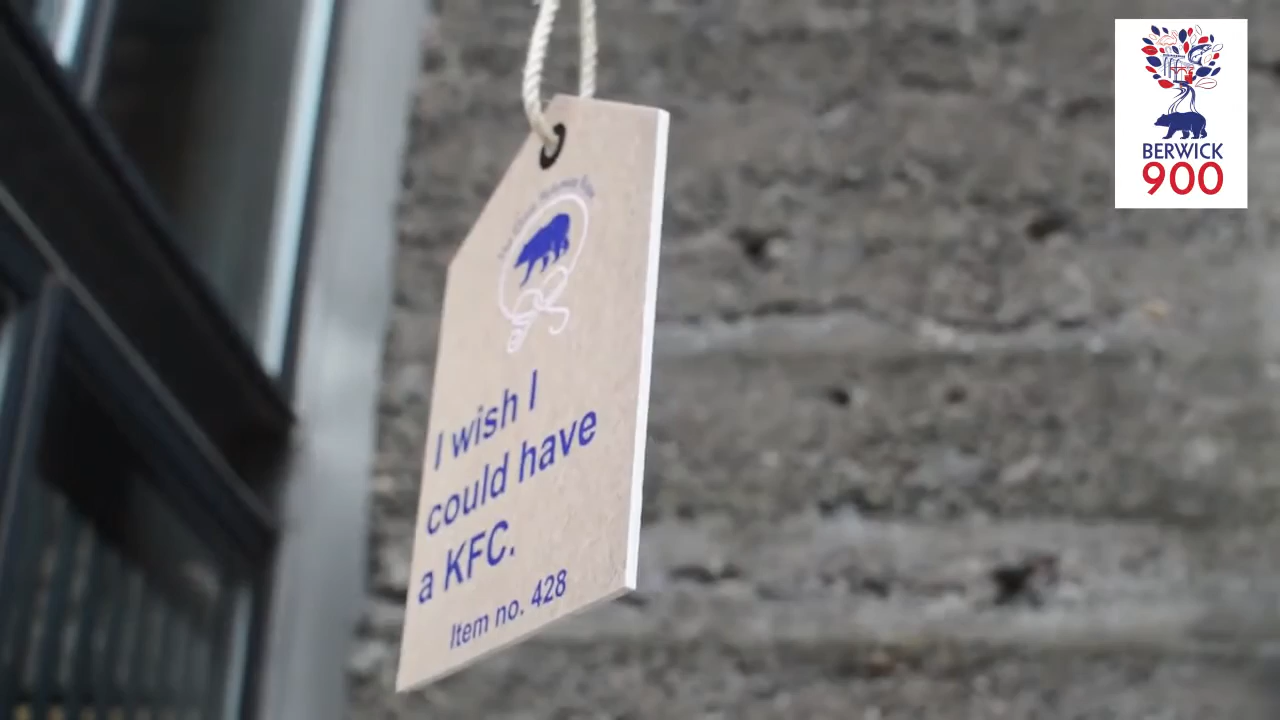 I wish I
could have
a KFC.
Item no. 428
BERWICK
900